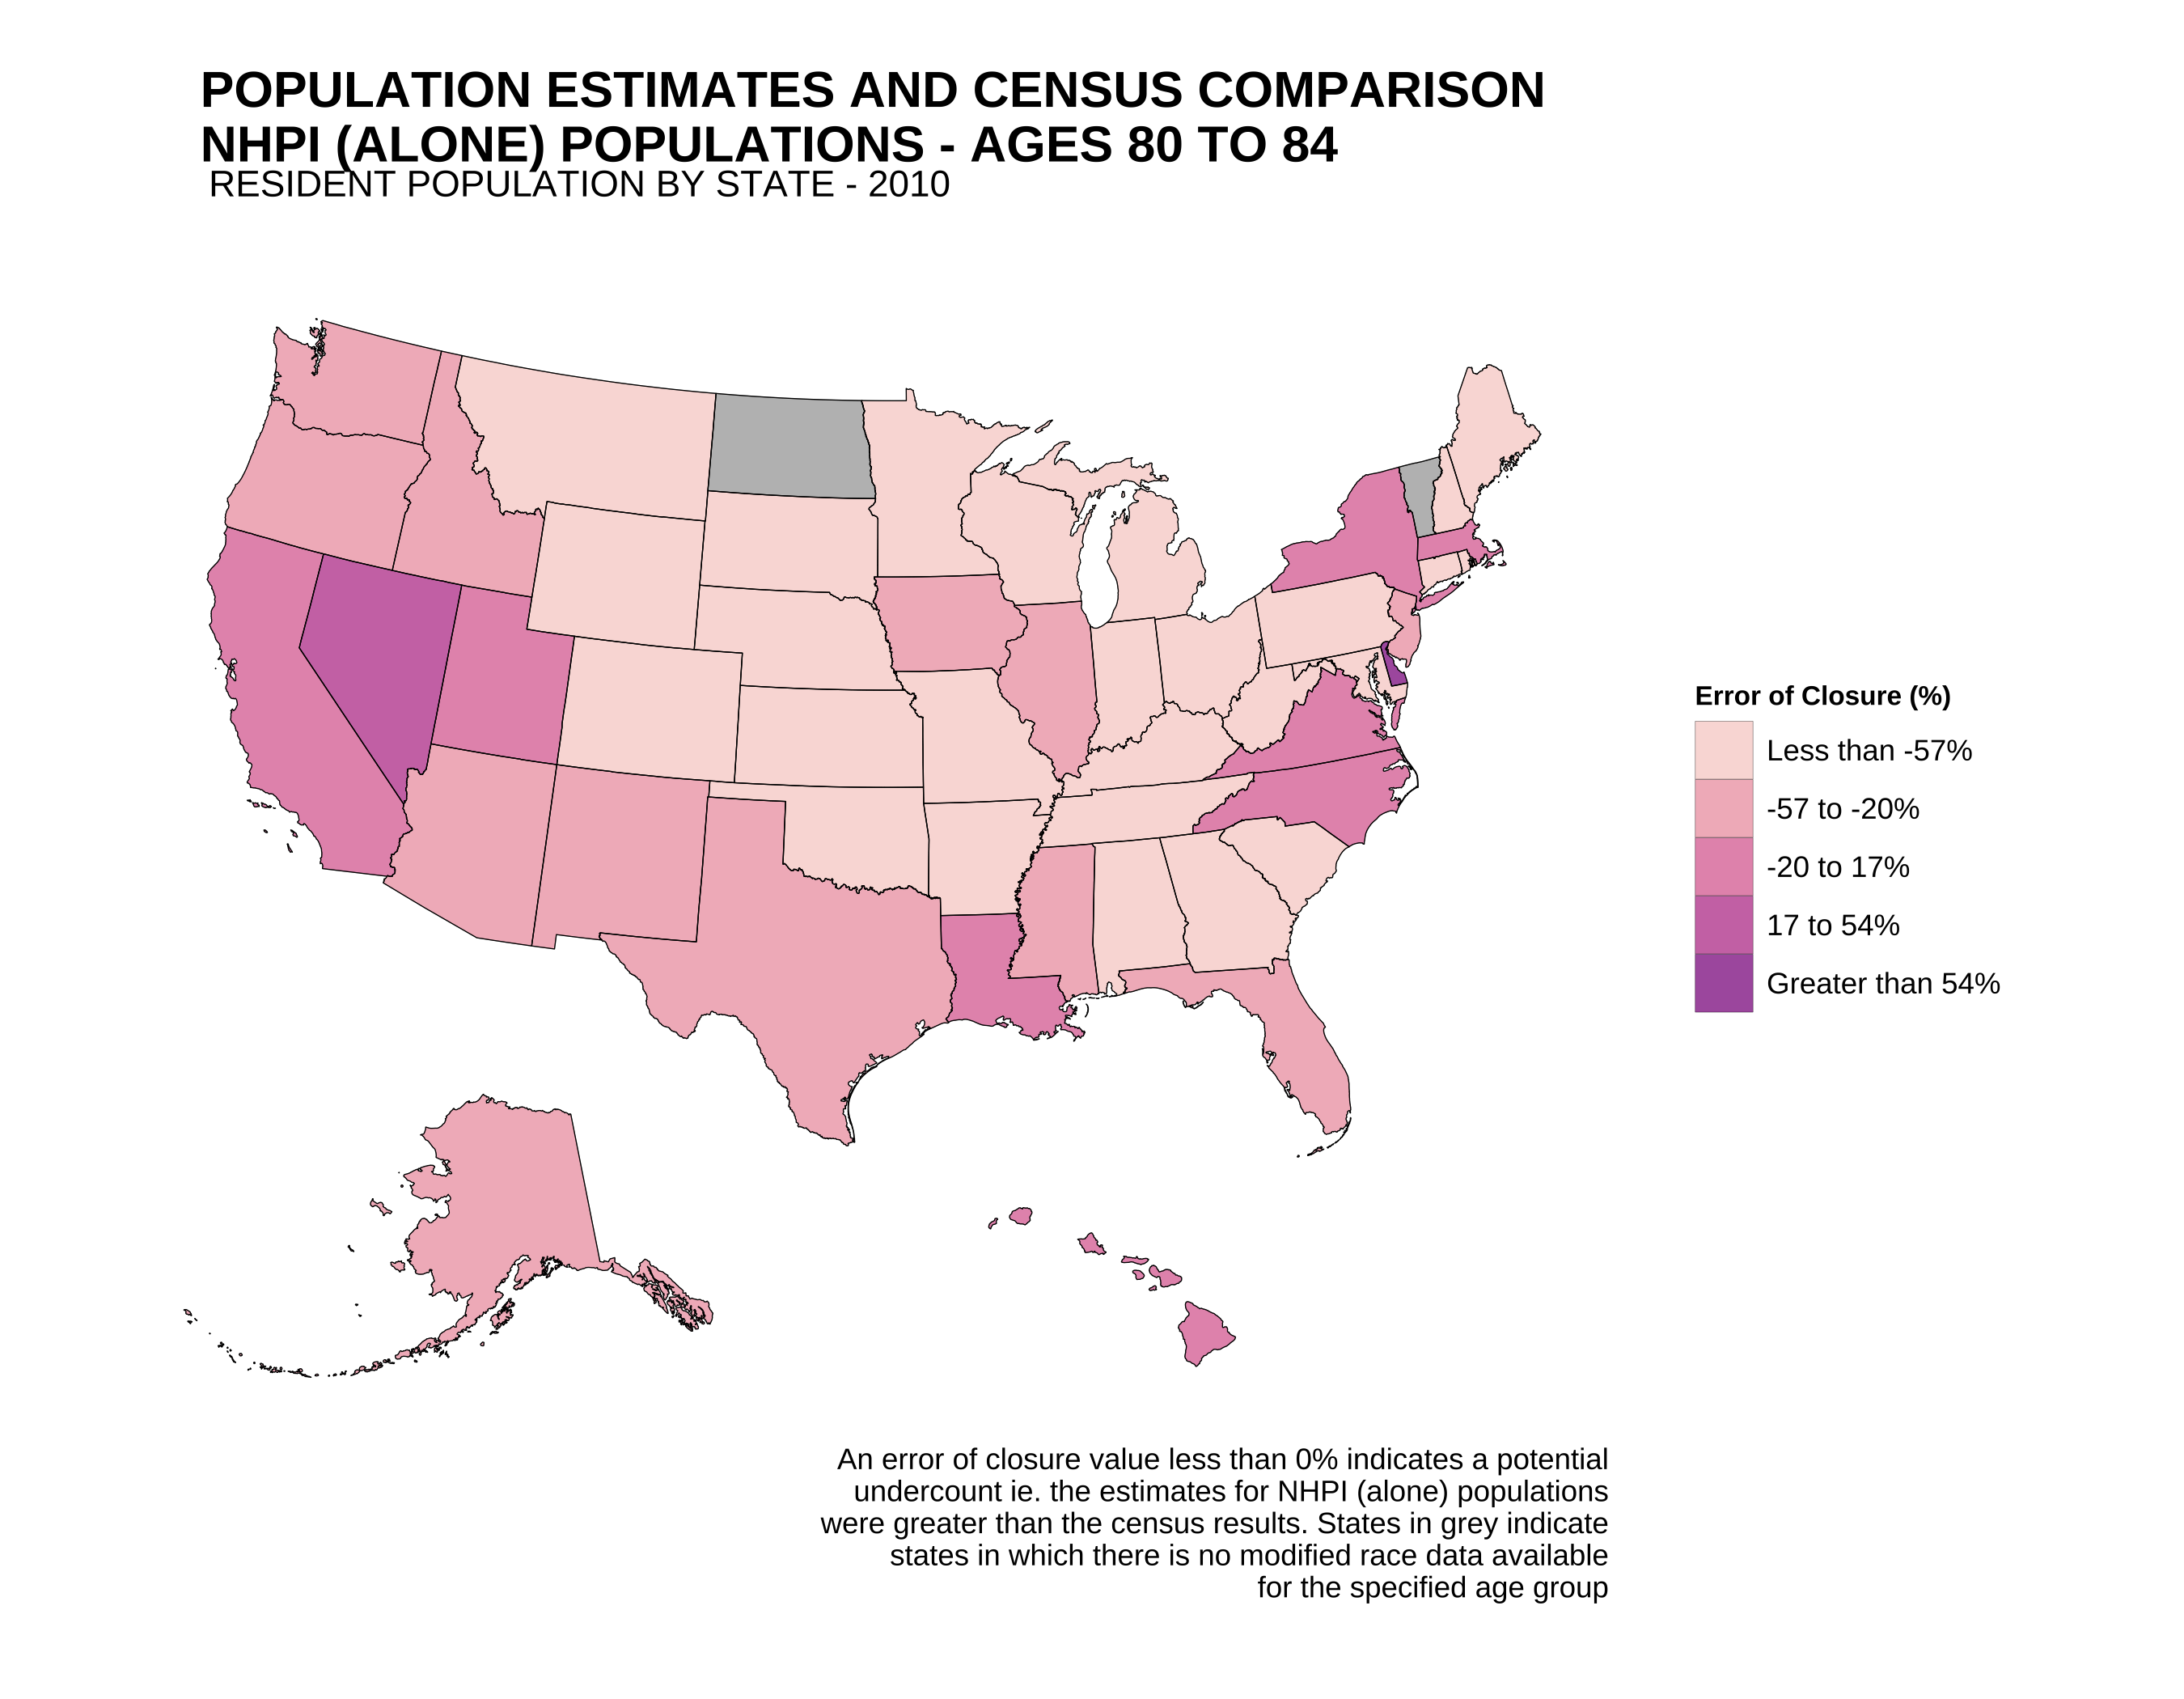 POPULATION ESTIMATES AND CENSUS COMPARISON
NHPI (ALONE) POPULATIONS - AGES 80 TO 84
RESIDENT POPULATION BY STATE - 2010
Error of Closure (%)
Less than -57%
-57 to -20%
-20 to 17%
17 to 54%
Greater than 54%
An error of closure value less than 0% indicates a potential
undercount ie. the estimates for NHPI (alone) populations
were greater than the census results. States in grey indicate
states in which there is no modified race data available
for the specified age group